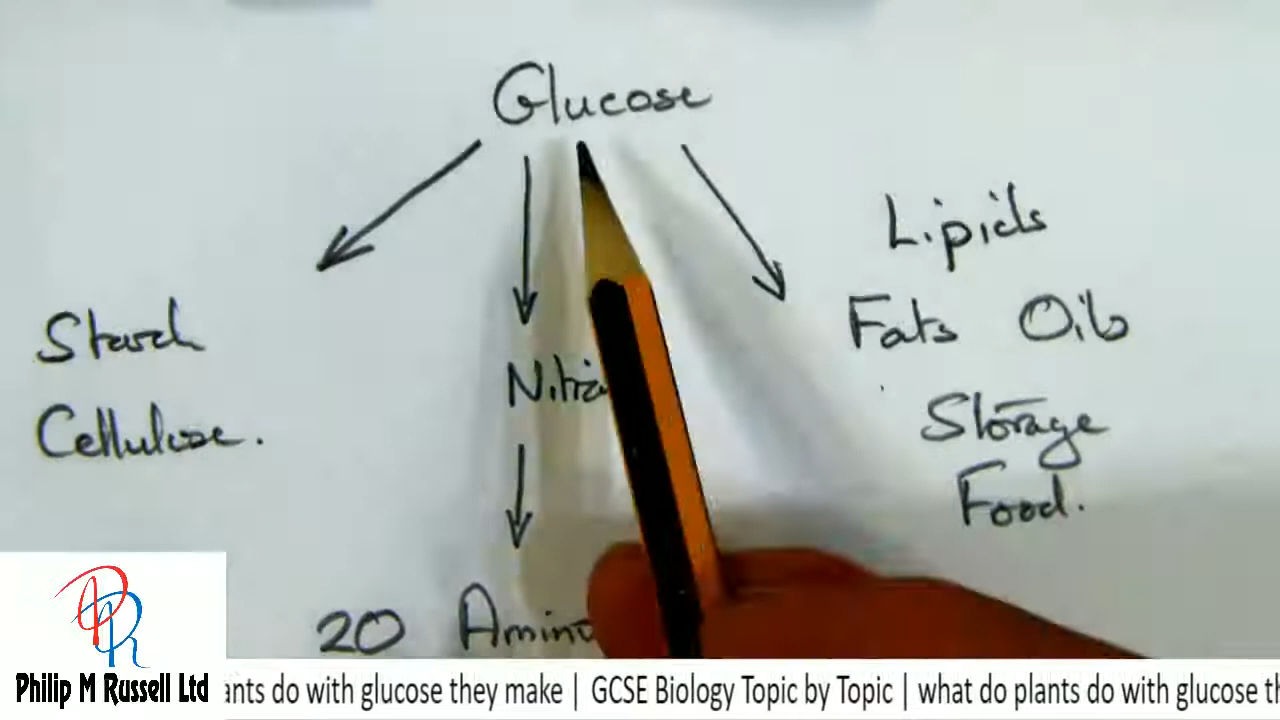 Glucose
Lipids
Starch
Fats Oils
Cellulose.
Storage
Food.
20 Amino
Philip M Russell Ltd
ants do with glucose they make | GCSE Biology Topic by Topic | what do plants do with glucose th